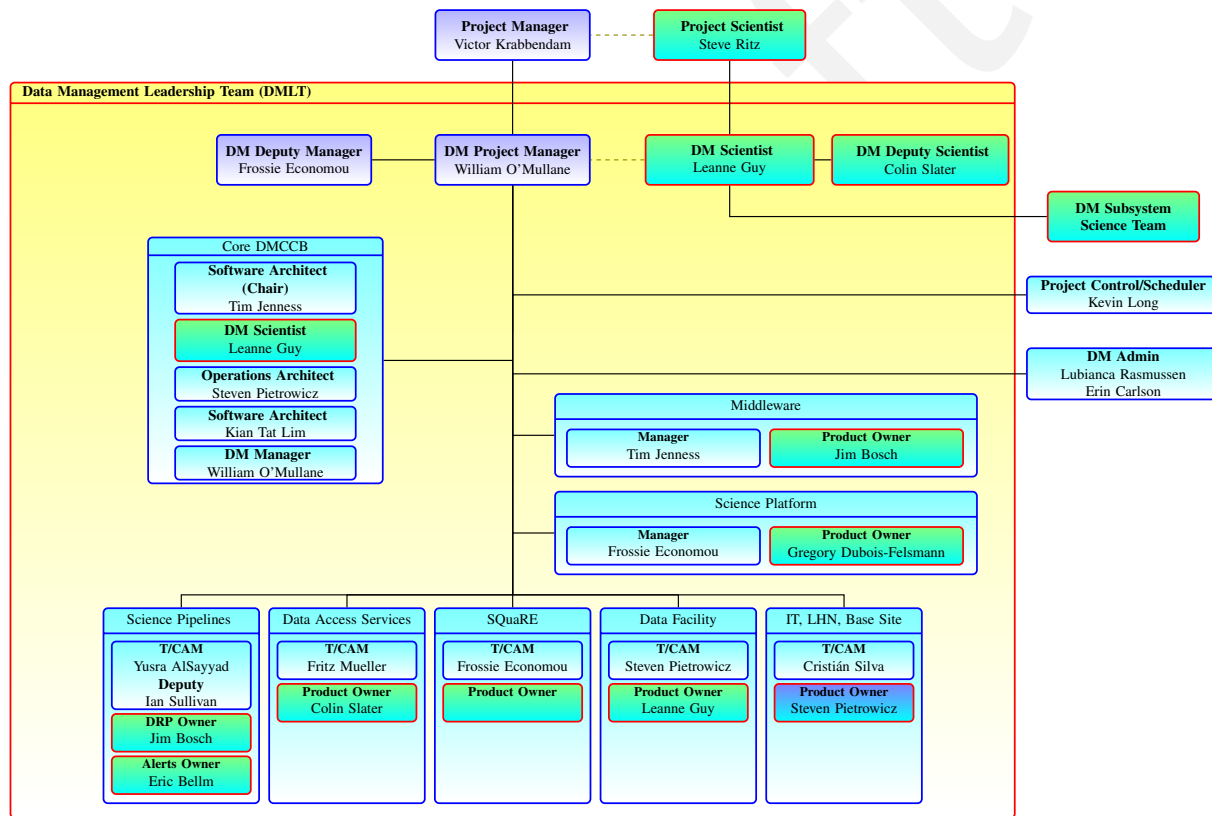 Project Manager
Victor Krabbendam
Project Scientist
Steve Ritz
Data Management Leadership Team (DMLT)
DM Deputy Manager
Frossie Economou
DM Project Manager
William O’Mullane
DM Scientist
Leanne Guy
DM Deputy Scientist
Colin Slater
DM Subsystem
Science Team
Core DMCCB
Software Architect
(Chair)
Tim Jenness
DM Scientist
Leanne Guy
Operations Architect
Steven Pietrowicz
Software Architect
Kian Tat Lim
DM Manager
William O’Mullane
Project Control/Scheduler
Kevin Long
DM Admin
Lubianca Rasmussen
Erin Carlson
Middleware
Manager
Tim Jenness
Product Owner
Jim Bosch
Science Platform
Manager
Frossie Economou
Product Owner
Gregory Dubois-Felsmann
Science Pipelines
T/CAM
Yusra AlSayyad
Deputy
Ian Sullivan
DRP Owner
Jim Bosch
Alerts Owner
Eric Bellm
Data Access Services
T/CAM
Fritz Mueller
Product Owner
Colin Slater
SQuaRE
T/CAM
Frossie Economou
Product Owner
Data Facility
T/CAM
Steven Pietrowicz
Product Owner
Leanne Guy
IT, LHN, Base Site
T/CAM
Cristián Silva
Product Owner
Steven Pietrowicz